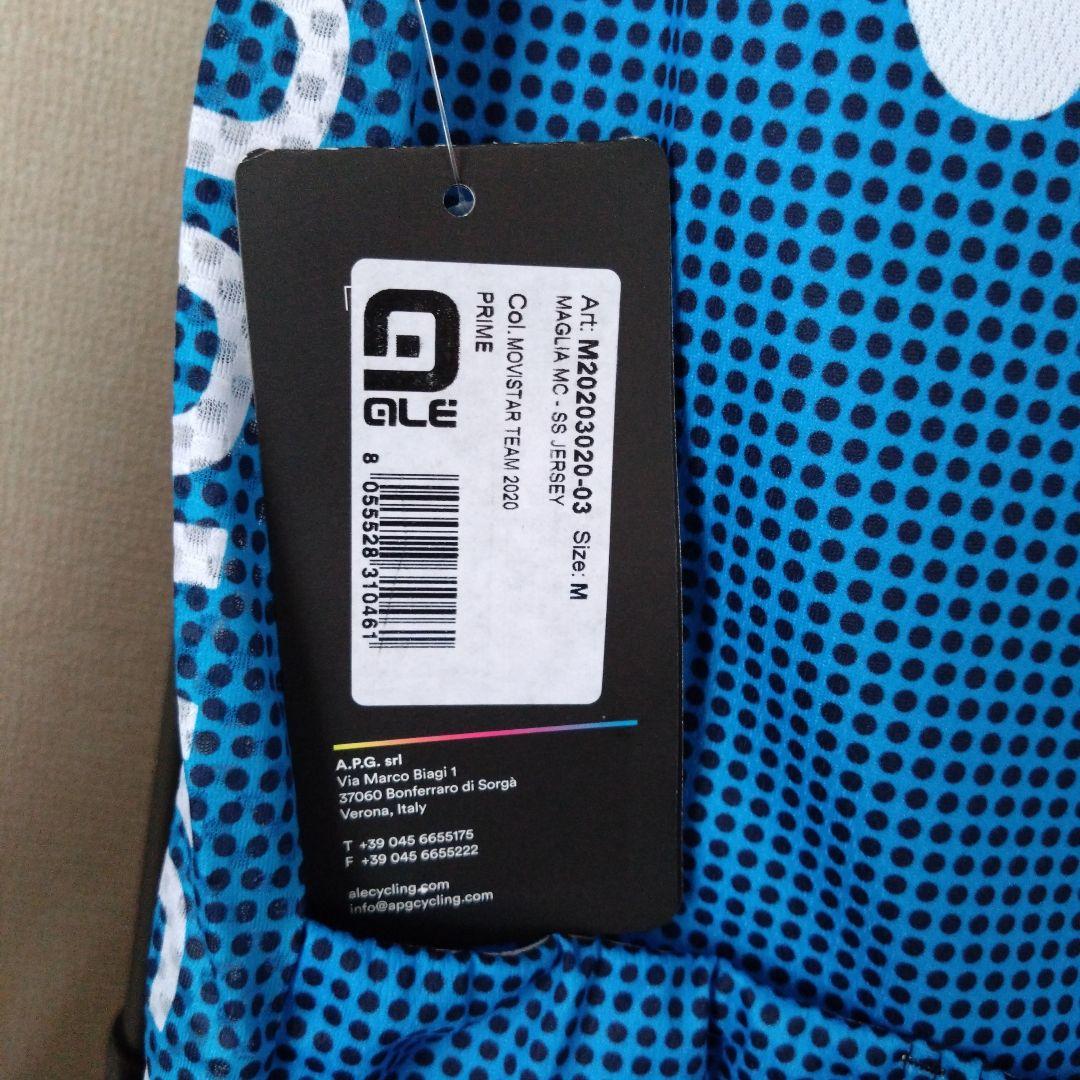 ALÉ
8 055528 310461
Art: M20203020-03 Size: M
MAGLIA MC - SS JERSEY
Col. MOVISTAR TEAM 2020
PRIME
A.P.G. srl
Via Marco Biagi 1
37060 Bonferraro di Sorgà
Verona, Italy
T +39 045 6655175
F +39 045 6655222
alecycling.com
info@apgcycling.com